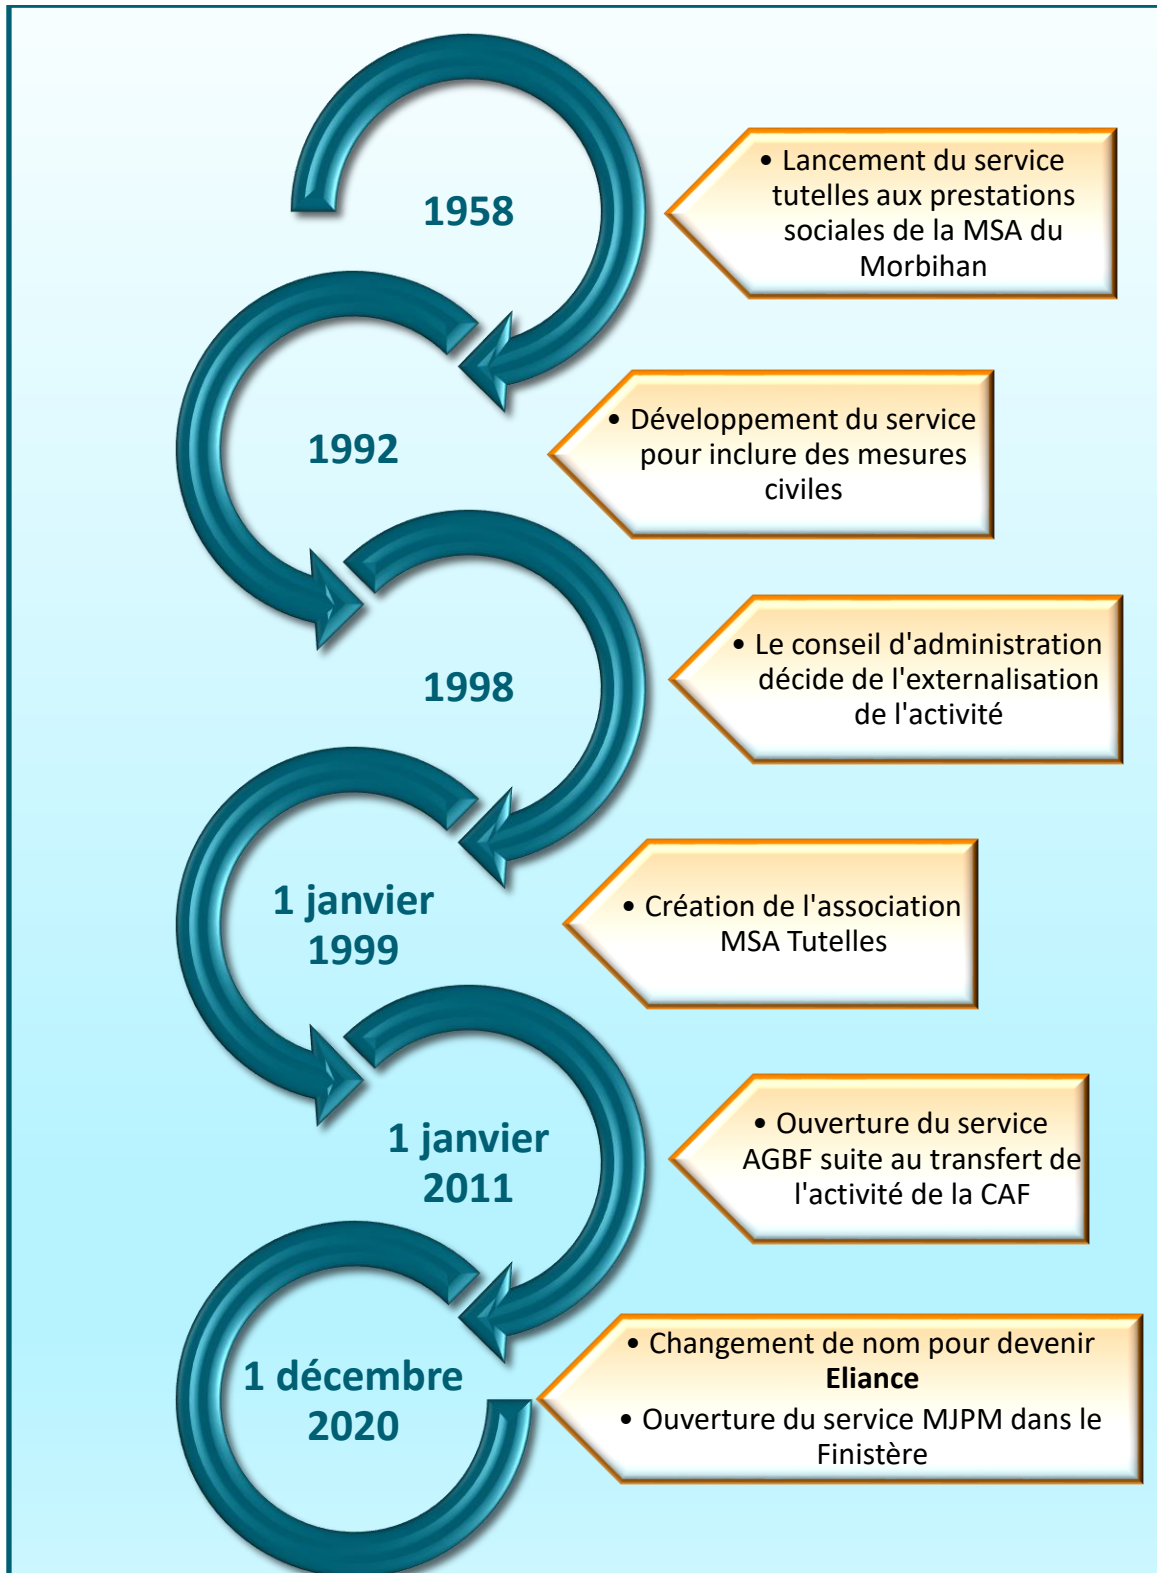 1958
• Lancement du service
tutelles aux prestations
sociales de la MSA du
Morbihan
1992
• Développement du service
pour inclure des mesures
civiles
1998
• Le conseil d'administration
décide de l'externalisation
de l'activité
1 janvier
1999
• Création de l'association
MSA Tutelles
1 janvier
2011
• Ouverture du service
AGBF suite au transfert de
l'activité de la CAF
1 décembre
2020
• Changement de nom pour devenir
Eliance
• Ouverture du service MJPM dans le
Finistère